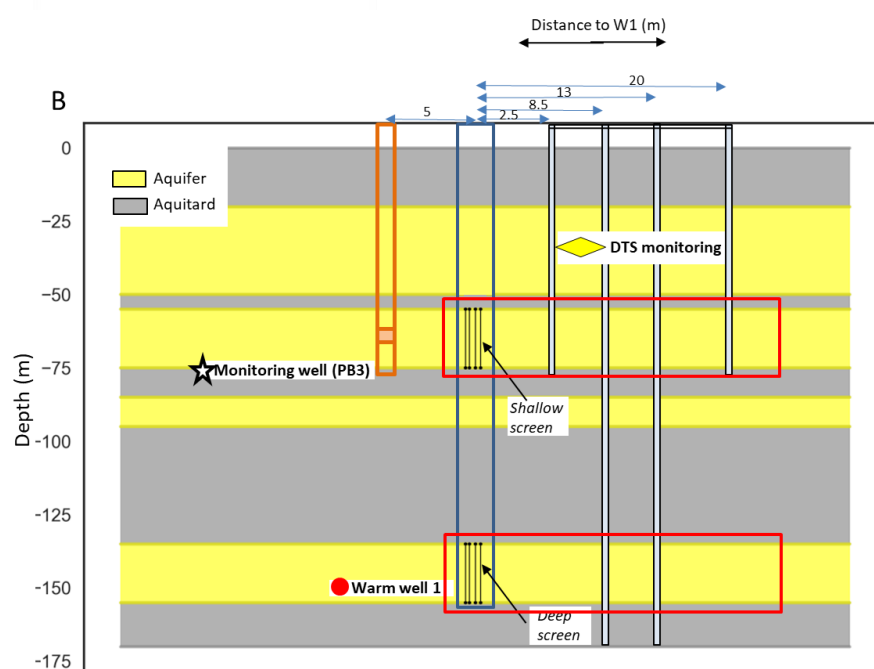 Distance to W1 (m)
B
20
13
8.5
5
2.5
0
Aquifer
Aquitard
−25
DTS monitoring
−50
−75
Monitoring well (PB3)
Depth (m)
Shallow
screen
-100
-125
-150
Warm well 1
Deep
screen
-175